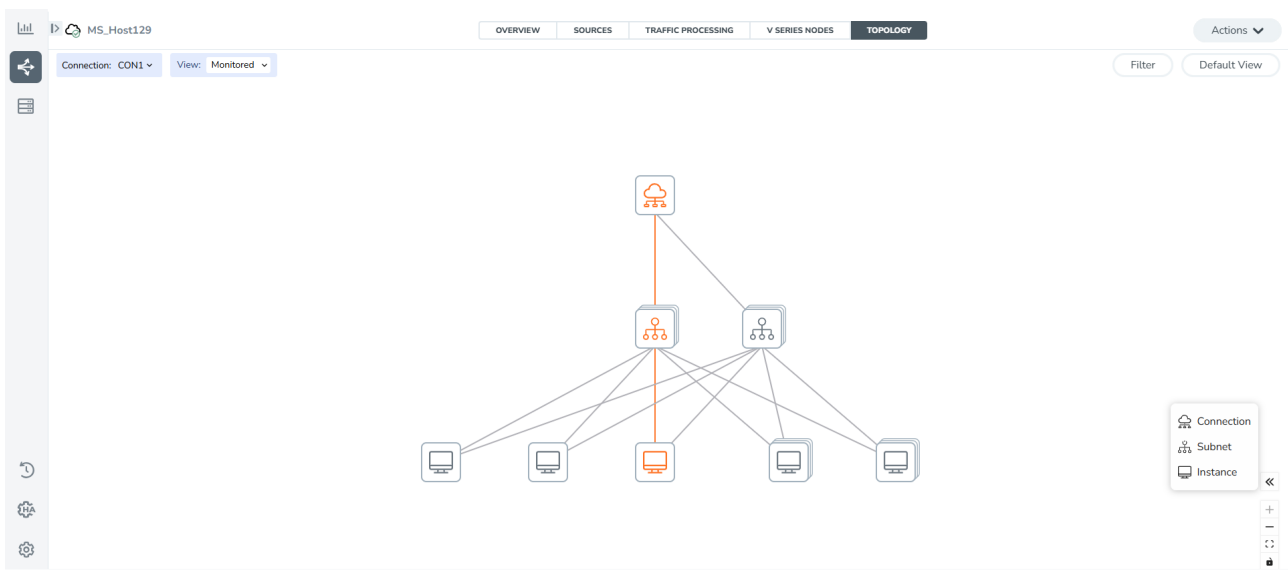 MS_Host129
OVERVIEW
SOURCES
TRAFFIC PROCESSING
V SERIES NODES
TOPOLOGY
Actions
Connection: CON1
View: Monitored
Filter
Default View
Connection
Subnet
Instance
HA